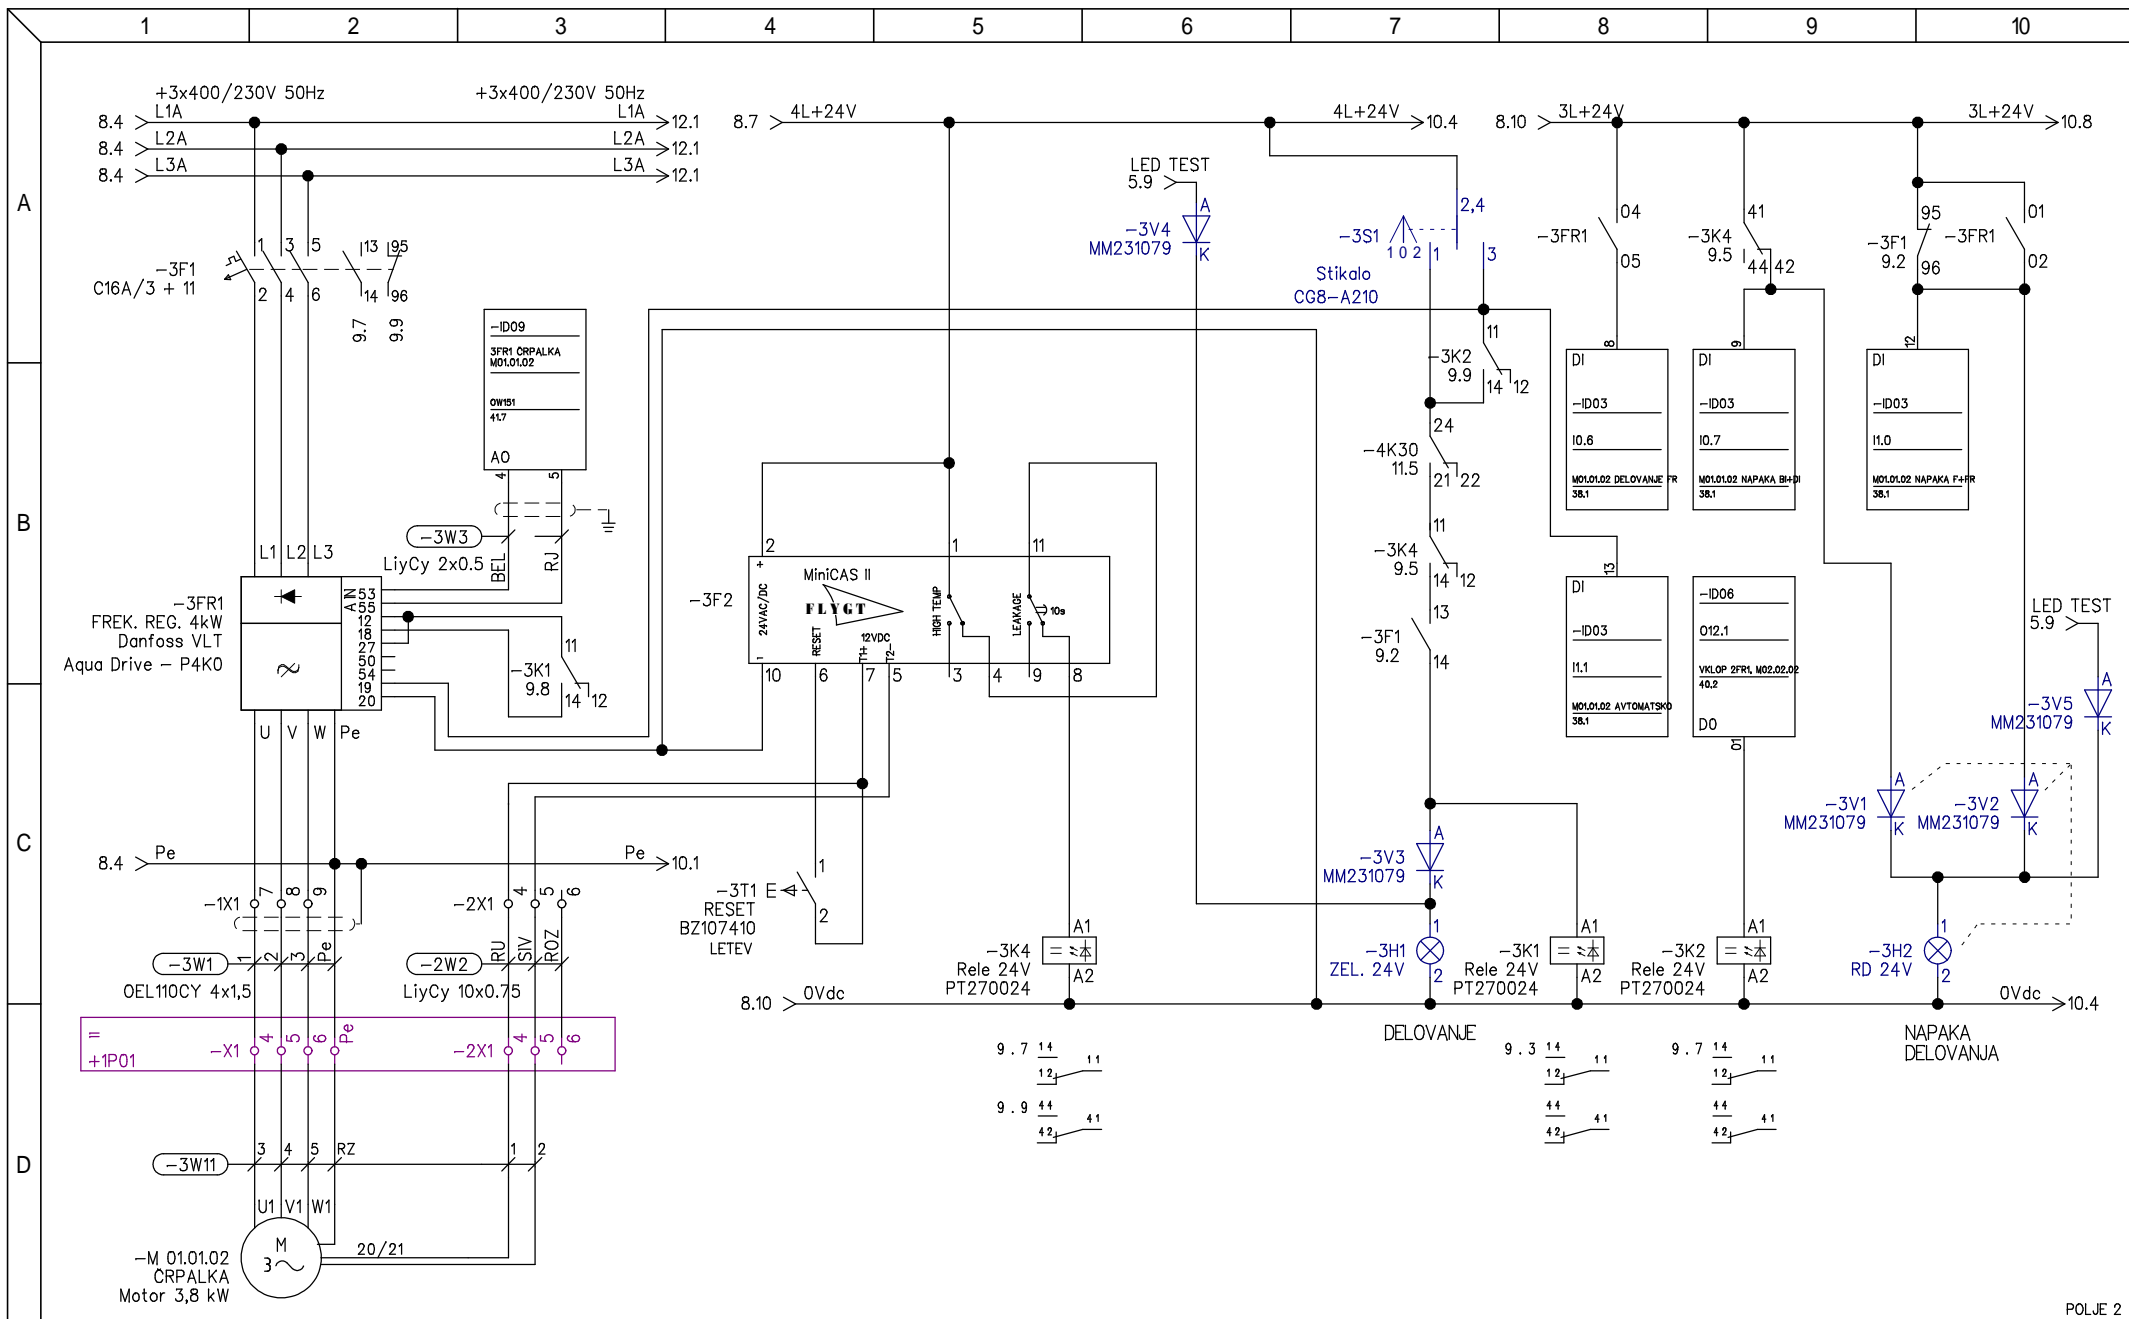 1 2 3 4 5 6 7 8 9 10
A
B
C
D
+3x400/230V 50Hz
+3x400/230V 50Hz
8.4 L1A L1A 12.1
8.4 L2A L2A 12.1
8.4 L3A L3A 12.1
8.7 4L+24V 4L+24V 10.4
8.10 3L+24V 3L+24V 10.8
-3F1
C16A/3 + 11
1 3 5 13 95
2 4 6 14 96
9.7 9.9
-ID09
3FR1 ČRPALKA
M01.01.02
OW151
41.7
AO
4 5
-3W3
LiyCy 2x0.5
BEL RJ
L1 L2 L3
-3FR1
FREK. REG. 4kW
Danfoss VLT
Aqua Drive - P4K0
A IN
53
55
12
18
27
50
54
19
20
U V W Pe
-3K1
9.8
11
14 12
LED TEST
5.9
-3V4
MM231079
A
K
-3S1
1 0 2
2,4
1 3
Stikalo
CG8-A210
-3K2
9.9
11
14 12
-4K30
11.5
24
21 22
-3K4
9.5
11
14 12
-3F1
9.2
13
14
-3F2
2 1 11
+
24VAC/DC
-
MiniCAS II
FLYGT
RESET
12VDC
T1+
T2-
HIGH TEMP
LEAKAGE
10s
10 6 7 5 3 4 9 8
-3FR1
04
05
-3K4
9.5
41
44 42
-3F1
9.2
95
96
-3FR1
01
02
8
DI
-ID03
I0.6
M01.01.02 DELOVANJE FR
38.1
9
DI
-ID03
I0.7
M01.01.02 NAPAKA BI+DI
38.1
12
DI
-ID03
I1.0
M01.01.02 NAPAKA F+FR
38.1
13
DI
-ID03
I1.1
M01.01.02 AVTOMATSKO
38.1
-ID06
O12.1
VKLOP 2FR1, M02.02.02
40.2
DO
01
LED TEST
5.9
-3V5
MM231079
A
K
-3V1
MM231079
A
K
-3V2
MM231079
A
K
-3V3
MM231079
A
K
8.4 Pe Pe 10.1
-1X1
7 8 9
-2X1
4 5 6
-3W1
OEL110CY 4x1,5
1 2 3 Pe
-2W2
LiyCy 10x0.75
RU SIV ROZ
-3T1
RESET
BZ107410
LETEV
E
1
2
-3K4
Rele 24V
PT270024
A1
A2
-3H1
ZEL. 24V
1
2
-3K1
Rele 24V
PT270024
A1
A2
-3K2
Rele 24V
PT270024
A1
A2
-3H2
RD 24V
1
2
8.10 0Vdc 0Vdc 10.4
DELOVANJE
NAPAKA
DELOVANJA
=
+1P01
-X1
4 5 6 Pe
-2X1
4 5 6
9.7 14 11
12
9.9 44 41
42
9.3 14 11
12
44 41
42
9.7 14 11
12
44 41
42
-3W11
3 4 5 RZ 1 2
U1 V1 W1
M
3
20/21
-M 01.01.02
ČRPALKA
Motor 3,8 kW
POLJE 2